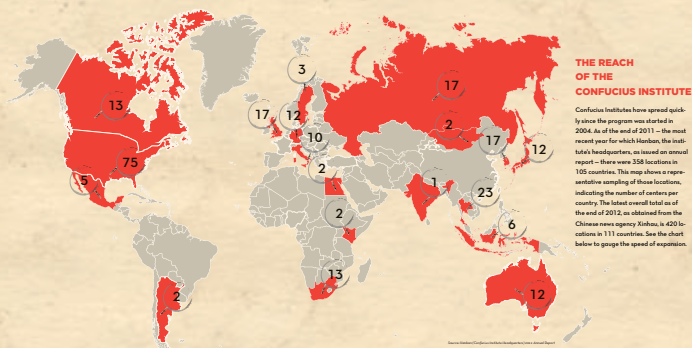 THE REACH
OF THE
CONFUCIUS INSTITUTE
Confucius Institutes have spread quick-
ly since the program was started in
2004. As of the end of 2011 – the most
recent year for which Hanban, the insti-
tute's headquarters, as issued an annual
report – there were 358 locations in
105 countries. This map shows a repre-
sentative sampling of those locations,
indicating the number of centers per
country. The latest overall total as of
the end of 2012, as obtained from the
Chinese news agency Xinhau, is 420 lo-
cations in 111 countries. See the chart
below to gauge the speed of expansion.
3
17
13
17
12
2
10
17
12
75
2
5
1
23
2
6
13
2
12